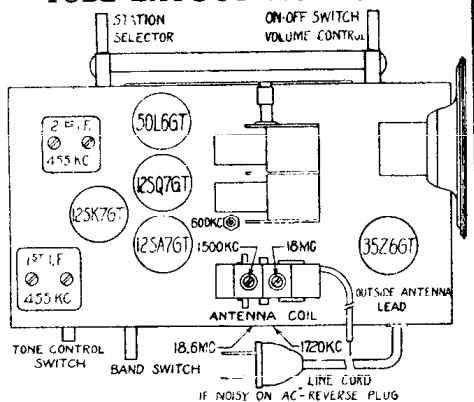 STATION
SELECTOR
ON-OFF SWITCH
VOLUME CONTROL
2ND I.F.
455 KC
50L6GT
12SQ7GT
12SK7GT
12SA7GT
600KC
1500KC
18MC
35Z6GT
1ST I.F.
455 KC
OUTSIDE ANTENNA
LEAD
ANTENNA COIL
TONE CONTROL
SWITCH
BAND SWITCH
18.6MC
1720KC
LINE CORD
IF NOISY ON AC-REVERSE PLUG